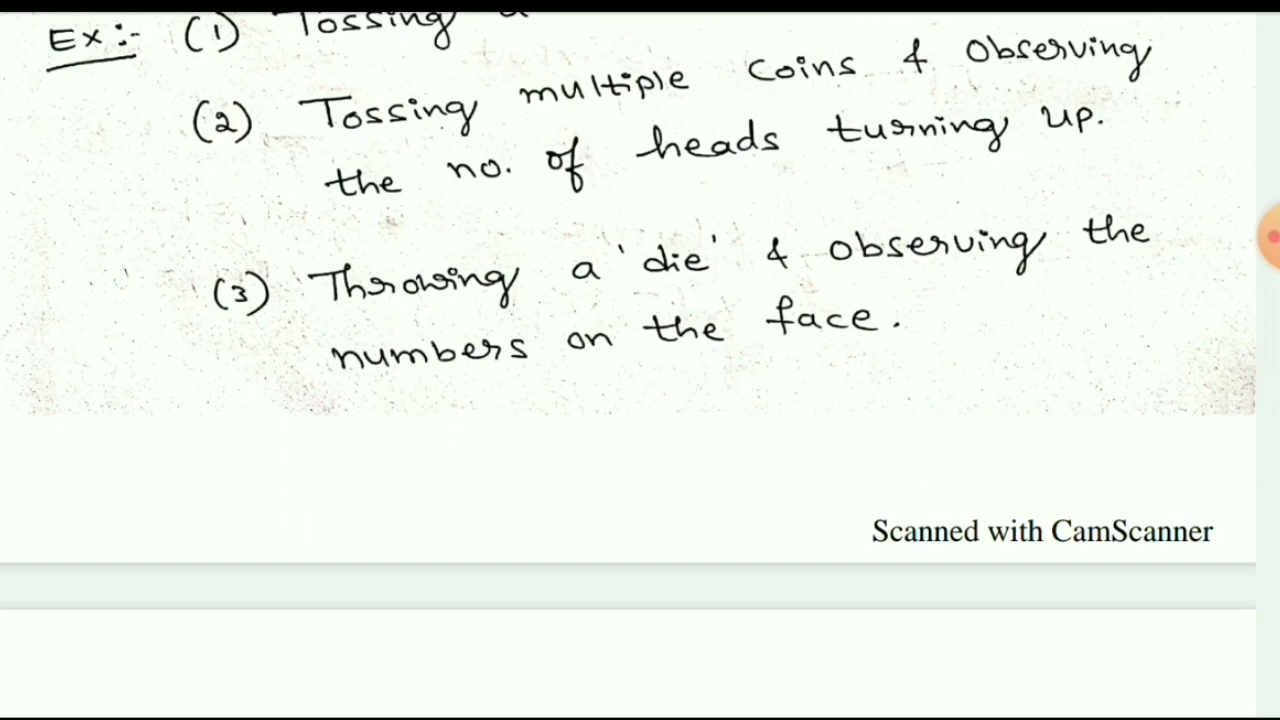 Ex :- (1) Tossing a
(2) Tossing multiple coins & Observing
the no. of heads turning up.
(3) Throwing a 'die' & observing the
numbers on the face.
Scanned with CamScanner